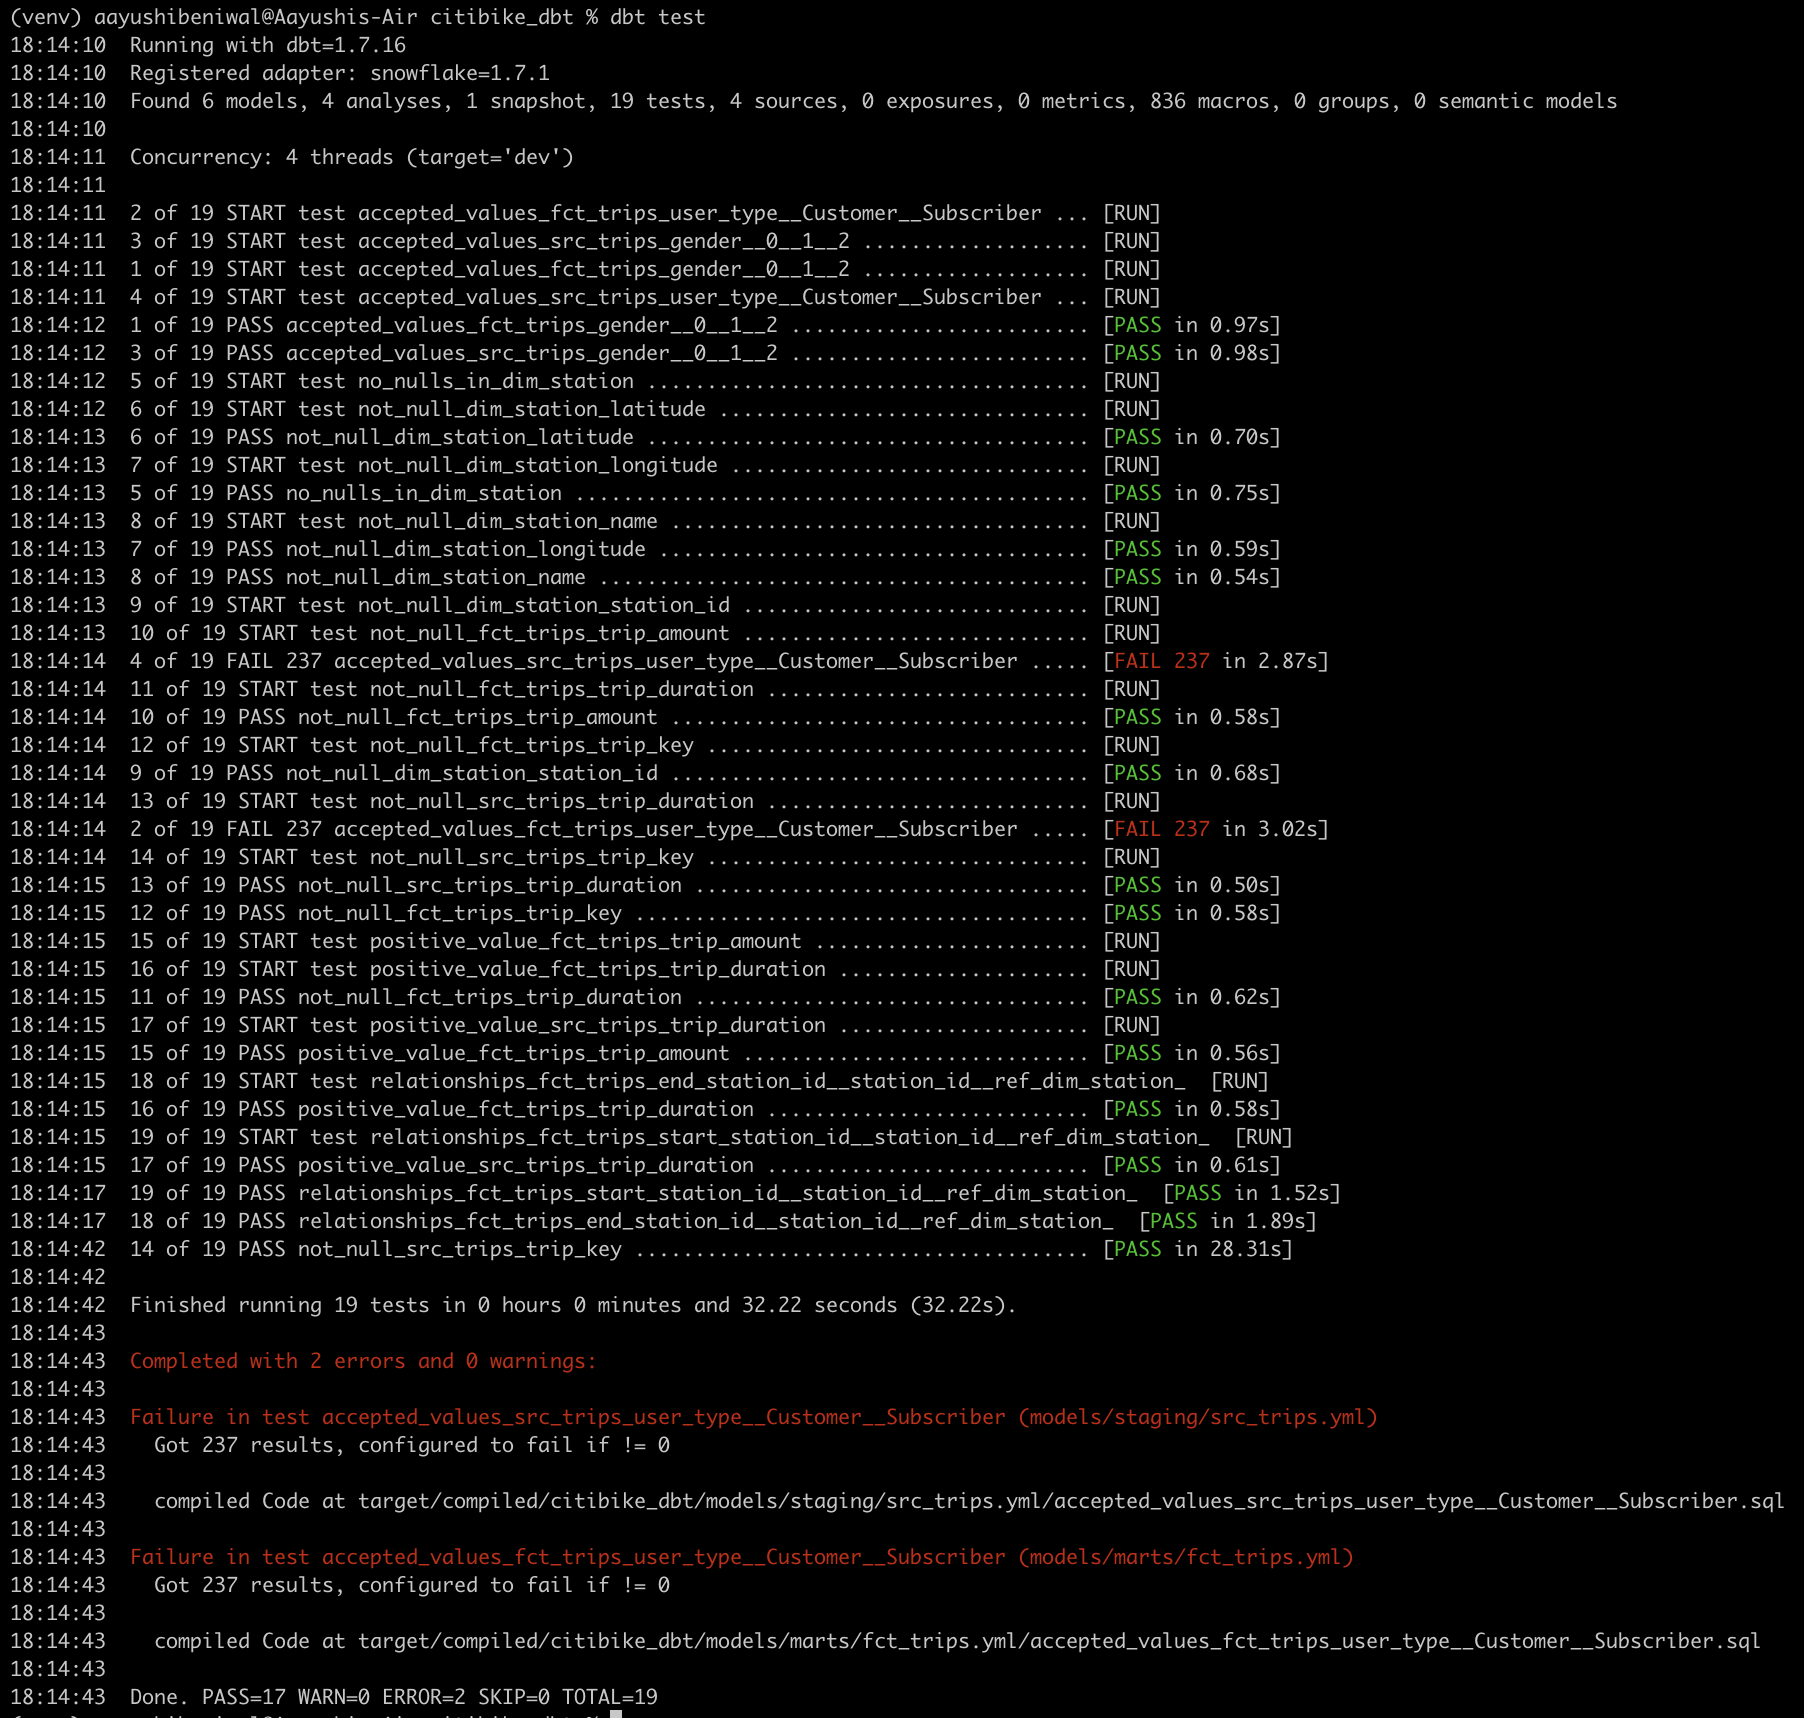 (venv) aayushibeniwal@Aayushis-Air citibike_dbt % dbt test
18:14:10  Running with dbt=1.7.16
18:14:10  Registered adapter: snowflake=1.7.1
18:14:10  Found 6 models, 4 analyses, 1 snapshot, 19 tests, 4 sources, 0 exposures, 0 metrics, 836 macros, 0 groups, 0 semantic models
18:14:10
18:14:11  Concurrency: 4 threads (target='dev')
18:14:11
18:14:11  2 of 19 START test accepted_values_fct_trips_user_type__Customer__Subscriber ... [RUN]
18:14:11  3 of 19 START test accepted_values_src_trips_gender__0__1__2 ................... [RUN]
18:14:11  1 of 19 START test accepted_values_fct_trips_gender__0__1__2 ................... [RUN]
18:14:11  4 of 19 START test accepted_values_src_trips_user_type__Customer__Subscriber ... [RUN]
18:14:12  1 of 19 PASS accepted_values_fct_trips_gender__0__1__2 ......................... [PASS in 0.97s]
18:14:12  3 of 19 PASS accepted_values_src_trips_gender__0__1__2 ......................... [PASS in 0.98s]
18:14:12  5 of 19 START test no_nulls_in_dim_station ..................................... [RUN]
18:14:12  6 of 19 START test not_null_dim_station_latitude ............................... [RUN]
18:14:13  6 of 19 PASS not_null_dim_station_latitude ..................................... [PASS in 0.70s]
18:14:13  7 of 19 START test not_null_dim_station_longitude .............................. [RUN]
18:14:13  5 of 19 PASS no_nulls_in_dim_station ........................................... [PASS in 0.75s]
18:14:13  8 of 19 START test not_null_dim_station_name ................................... [RUN]
18:14:13  7 of 19 PASS not_null_dim_station_longitude .................................... [PASS in 0.59s]
18:14:13  8 of 19 PASS not_null_dim_station_name ......................................... [PASS in 0.54s]
18:14:13  9 of 19 START test not_null_dim_station_station_id ............................. [RUN]
18:14:13  10 of 19 START test not_null_fct_trips_trip_amount ............................. [RUN]
18:14:14  4 of 19 FAIL 237 accepted_values_src_trips_user_type__Customer__Subscriber ..... [FAIL 237 in 2.87s]
18:14:14  11 of 19 START test not_null_fct_trips_trip_duration ........................... [RUN]
18:14:14  10 of 19 PASS not_null_fct_trips_trip_amount ................................... [PASS in 0.58s]
18:14:14  12 of 19 START test not_null_fct_trips_trip_key ................................ [RUN]
18:14:14  9 of 19 PASS not_null_dim_station_station_id ................................... [PASS in 0.68s]
18:14:14  13 of 19 START test not_null_src_trips_trip_duration ........................... [RUN]
18:14:14  2 of 19 FAIL 237 accepted_values_fct_trips_user_type__Customer__Subscriber ..... [FAIL 237 in 3.02s]
18:14:14  14 of 19 START test not_null_src_trips_trip_key ................................ [RUN]
18:14:15  13 of 19 PASS not_null_src_trips_trip_duration ................................. [PASS in 0.50s]
18:14:15  12 of 19 PASS not_null_fct_trips_trip_key ...................................... [PASS in 0.58s]
18:14:15  15 of 19 START test positive_value_fct_trips_trip_amount ....................... [RUN]
18:14:15  16 of 19 START test positive_value_fct_trips_trip_duration ..................... [RUN]
18:14:15  11 of 19 PASS not_null_fct_trips_trip_duration ................................. [PASS in 0.62s]
18:14:15  17 of 19 START test positive_value_src_trips_trip_duration ..................... [RUN]
18:14:15  15 of 19 PASS positive_value_fct_trips_trip_amount ............................. [PASS in 0.56s]
18:14:15  18 of 19 START test relationships_fct_trips_end_station_id__station_id__ref_dim_station_  [RUN]
18:14:15  16 of 19 PASS positive_value_fct_trips_trip_duration ........................... [PASS in 0.58s]
18:14:15  19 of 19 START test relationships_fct_trips_start_station_id__station_id__ref_dim_station_  [RUN]
18:14:15  17 of 19 PASS positive_value_src_trips_trip_duration ........................... [PASS in 0.61s]
18:14:17  19 of 19 PASS relationships_fct_trips_start_station_id__station_id__ref_dim_station_  [PASS in 1.52s]
18:14:17  18 of 19 PASS relationships_fct_trips_end_station_id__station_id__ref_dim_station_  [PASS in 1.89s]
18:14:42  14 of 19 PASS not_null_src_trips_trip_key ...................................... [PASS in 28.31s]
18:14:42
18:14:42  Finished running 19 tests in 0 hours 0 minutes and 32.22 seconds (32.22s).
18:14:43
18:14:43  Completed with 2 errors and 0 warnings:
18:14:43
18:14:43  Failure in test accepted_values_src_trips_user_type__Customer__Subscriber (models/staging/src_trips.yml)
18:14:43    Got 237 results, configured to fail if != 0
18:14:43
18:14:43    compiled Code at target/compiled/citibike_dbt/models/staging/src_trips.yml/accepted_values_src_trips_user_type__Customer__Subscriber.sql
18:14:43
18:14:43  Failure in test accepted_values_fct_trips_user_type__Customer__Subscriber (models/marts/fct_trips.yml)
18:14:43    Got 237 results, configured to fail if != 0
18:14:43
18:14:43    compiled Code at target/compiled/citibike_dbt/models/marts/fct_trips.yml/accepted_values_fct_trips_user_type__Customer__Subscriber.sql
18:14:43
18:14:43  Done. PASS=17 WARN=0 ERROR=2 SKIP=0 TOTAL=19